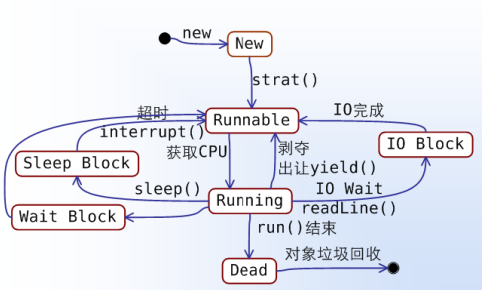 new
New
strat()
超时
Runnable
IO完成
interrupt()
获取CPU
剥夺
出让yield()
IO Block
Sleep Block
sleep()
IO Wait
readLine()
Wait Block
Running
run()结束
Dead
对象垃圾回收